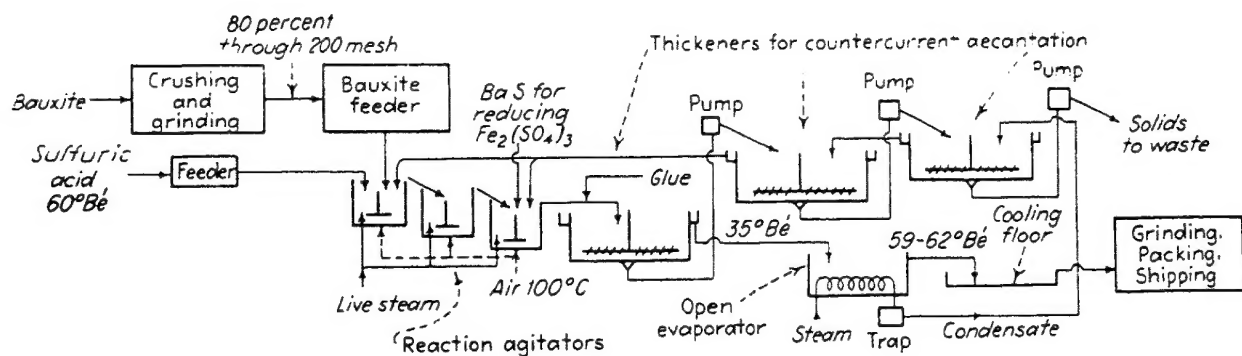 80 percent
through 200 mesh
Bauxite
Crushing
and
grinding
Bauxite
feeder
BaS for
reducing
Fe₂(SO₄)₃
Thickeners for countercurrent aecantation
Pump
Pump
Pump
Solids
to waste
Sulfuric
acid
60°Bé
Feeder
Glue
35°Bé
59-62°Bé
Cooling
floor
Grinding,
Packing,
Shipping
Live steam
Air 100°C
Reaction agitators
Open
evaporator
Steam
Trap
Condensate